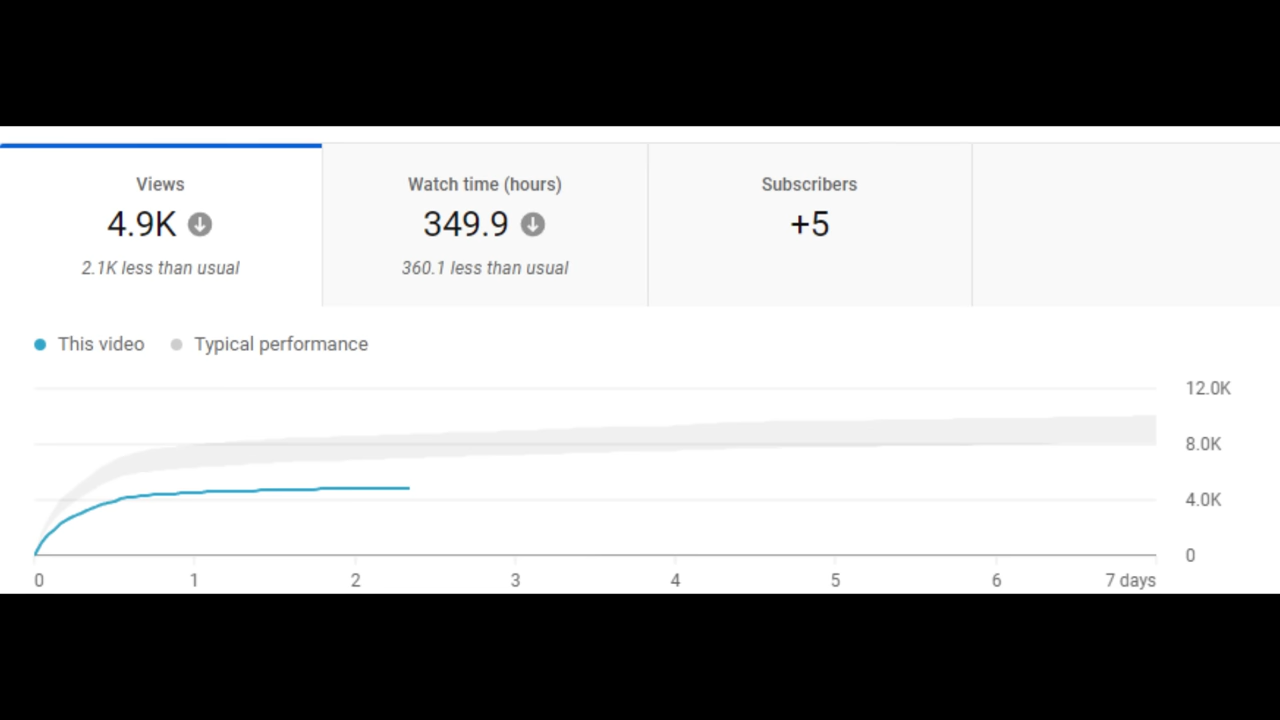 Views
4.9K
2.1K less than usual
Watch time (hours)
349.9
360.1 less than usual
Subscribers
+5
This video
Typical performance
12.0K
8.0K
4.0K
0
0 1 2 3 4 5 6 7 days